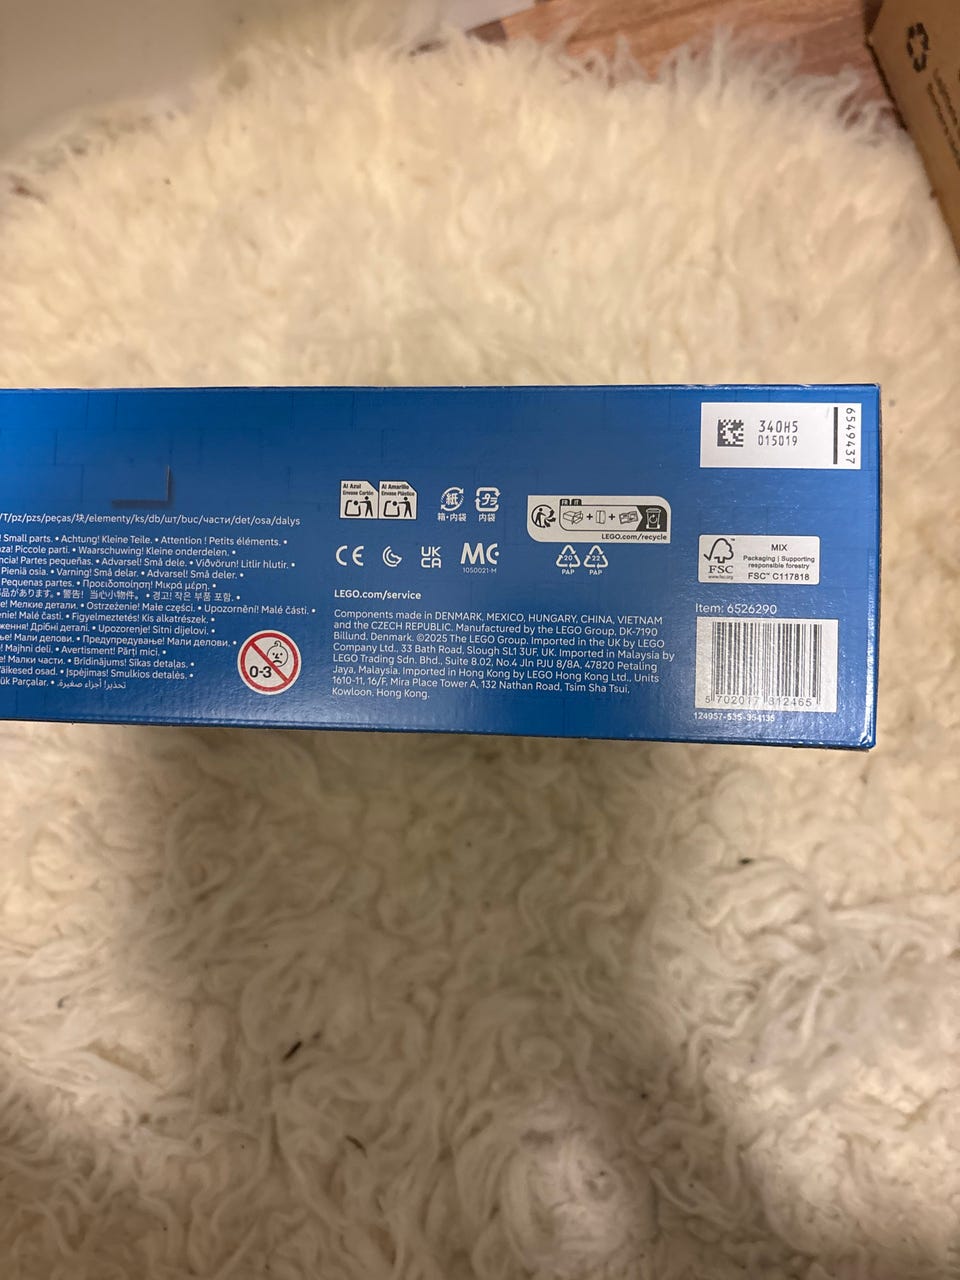 340H5
015019
6549437
Al Azul
Envase Cartón
Al Amarillo
Envase Plástico
紙
箱・内袋
プラ
内袋
FR
LEGO.com/recycle
/T/pz/pzs/peças/块/elementy/ks/db/шт/buc/части/det/osa/dalys
! Small parts. • Achtung! Kleine Teile. • Attention ! Petits éléments. •
Piccole parti. • Waarschuwing! Kleine onderdelen. •
Partes pequeñas. • Advarsel! Små dele. • Viðvörun! Litlir hlutir. •
Pieniä osia. • Varning! Små delar. • Advarsel! Små deler. •
Pequenas partes. • Προειδοποίηση! Μικρά μέρη. •
部品があります。• 警告! 当心小物件。• 경고! 작은 부품 포함. •
Мелкие детали. • Ostrzeżenie! Małe części. • Upozornění! Malé části. •
Malé časti. • Figyelmeztetés! Kis alkatrészek. •
Дрібні деталі. • Upozorenje! Sitni dijelovi. •
Мали делови. • Предупредување! Мали делови. •
! Majhni deli. • Avertisment! Părți mici. •
! Малки части. • Brīdinājums! Sīkas detaļas. •
Väikesed osad. • Įspėjimas! Smulkios detalės. •
Parçalar. • تحذير! أجزاء صغيرة.
0-3
CE
UK
CA
MC
1050021-M
20
PAP
22
PAP
FSC
www.fsc.org
MIX
Packaging | Supporting
responsible forestry
FSC® C117818
LEGO.com/service
Components made in DENMARK, MEXICO, HUNGARY, CHINA, VIETNAM
and the CZECH REPUBLIC. Manufactured by the LEGO Group, DK-7190
Billund, Denmark. ©2025 The LEGO Group. Imported in the UK by LEGO
Company Ltd., 33 Bath Road, Slough SL1 3UF, UK. Imported in Malaysia by
LEGO Trading Sdn. Bhd., Suite 8.02, No.4 Jln PJU 8/8A, 47820 Petaling
Jaya, Malaysia. Imported in Hong Kong by LEGO Hong Kong Ltd., Units
1610-11, 16/F, Mira Place Tower A, 132 Nathan Road, Tsim Sha Tsui,
Kowloon, Hong Kong.
Item: 6526290
5 702017 812465
124957-535-354135